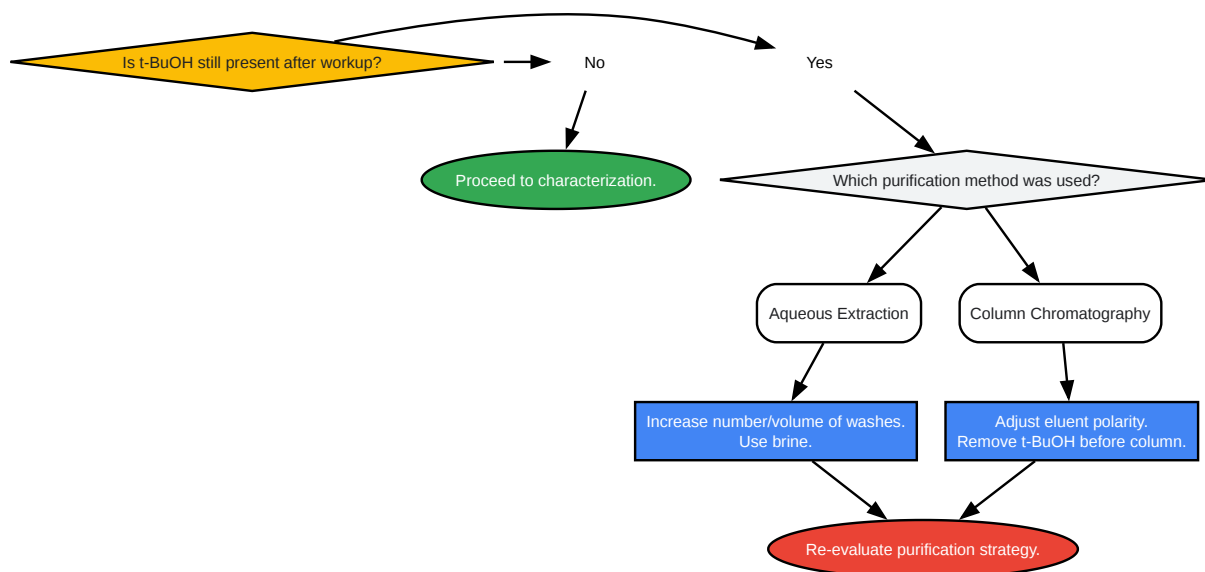 Is t-BuOH still present after workup?
No
Yes
Proceed to characterization.
Which purification method was used?
Aqueous Extraction
Column Chromatography
Increase number/volume of washes.
Use brine.
Adjust eluent polarity.
Remove t-BuOH before column.
Re-evaluate purification strategy.